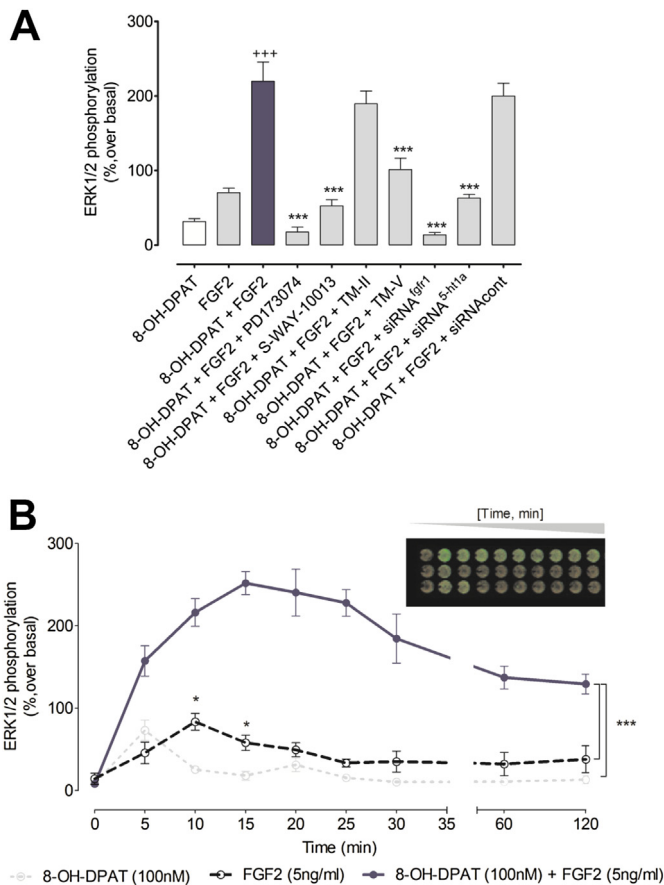 A
300
200
100
0
ERK1/2 phosphorylation
(%,over basal)
+++
***
***
***
***
***
8-OH-DPAT
FGF2
8-OH-DPAT + FGF2
8-OH-DPAT + FGF2 + PD173074
8-OH-DPAT + FGF2 + S-WAY-10013
8-OH-DPAT + FGF2 + TM-II
8-OH-DPAT + FGF2 + TM-V
8-OH-DPAT + FGF2 + siRNA^fgfr1
8-OH-DPAT + FGF2 + siRNA^5-ht1a
8-OH-DPAT + FGF2 + siRNAcont
B
[Time, min]
300
200
100
0
ERK1/2 phosphorylation
(%,over basal)
*
*
***
0 5 10 15 20 25 30 35 60 120
Time (min)
8-OH-DPAT (100nM) FGF2 (5ng/ml) 8-OH-DPAT (100nM) + FGF2 (5ng/ml)